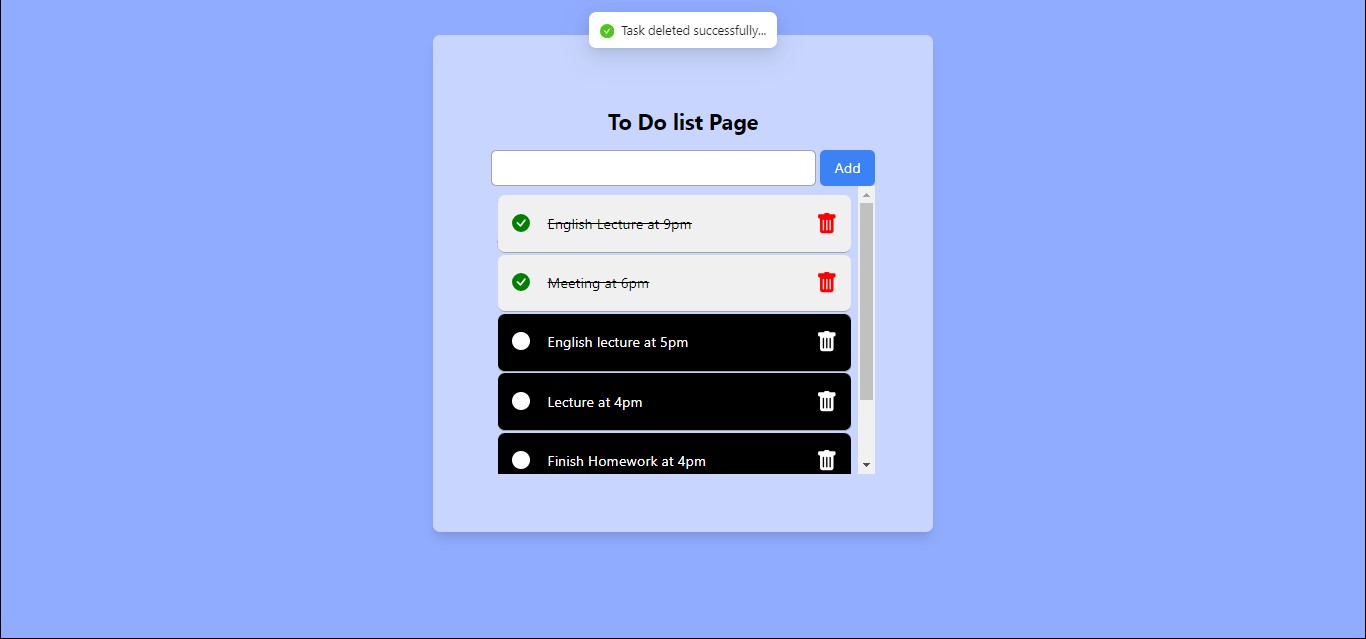 Task deleted successfully...
To Do list Page
Add
English Lecture at 9pm
Meeting at 6pm
English lecture at 5pm
Lecture at 4pm
Finish Homework at 4pm